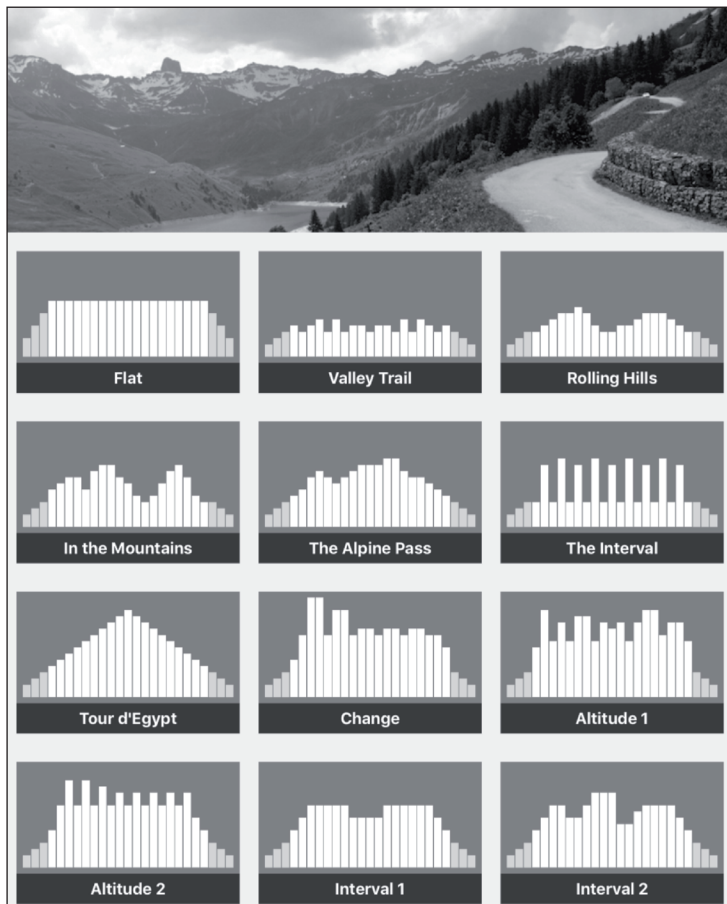 Flat
Valley Trail
Rolling Hills
In the Mountains
The Alpine Pass
The Interval
Tour d'Egypt
Change
Altitude 1
Altitude 2
Interval 1
Interval 2